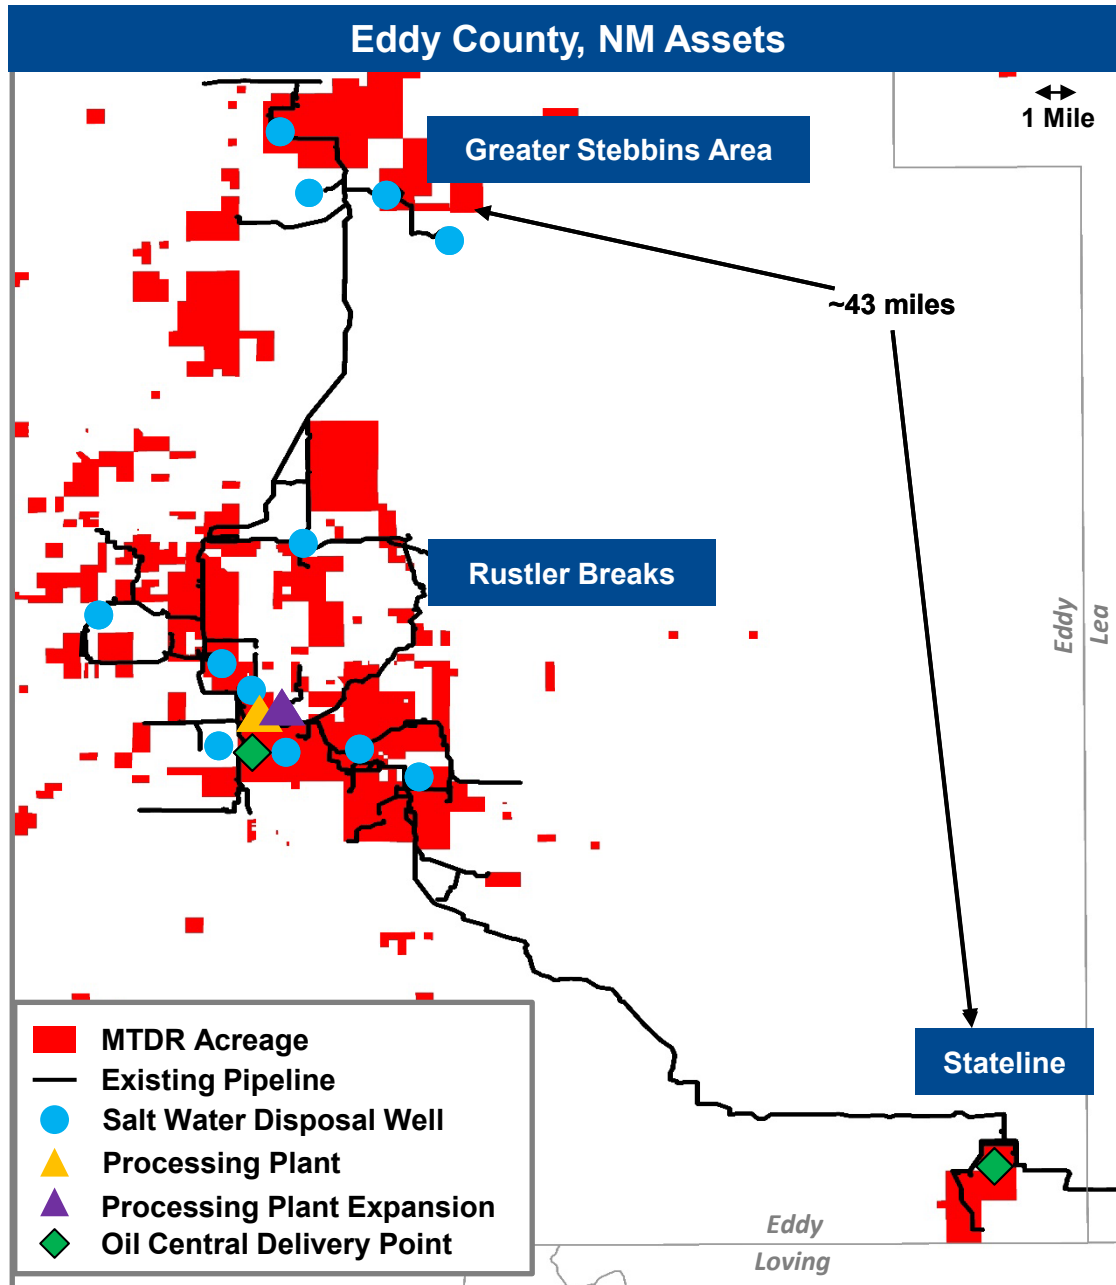 Eddy County, NM Assets
1 Mile
Greater Stebbins Area
~43 miles
Rustler Breaks
Eddy
Lea
Stateline
MTDR Acreage
Existing Pipeline
Salt Water Disposal Well
Processing Plant
Processing Plant Expansion
Oil Central Delivery Point
Eddy
Loving